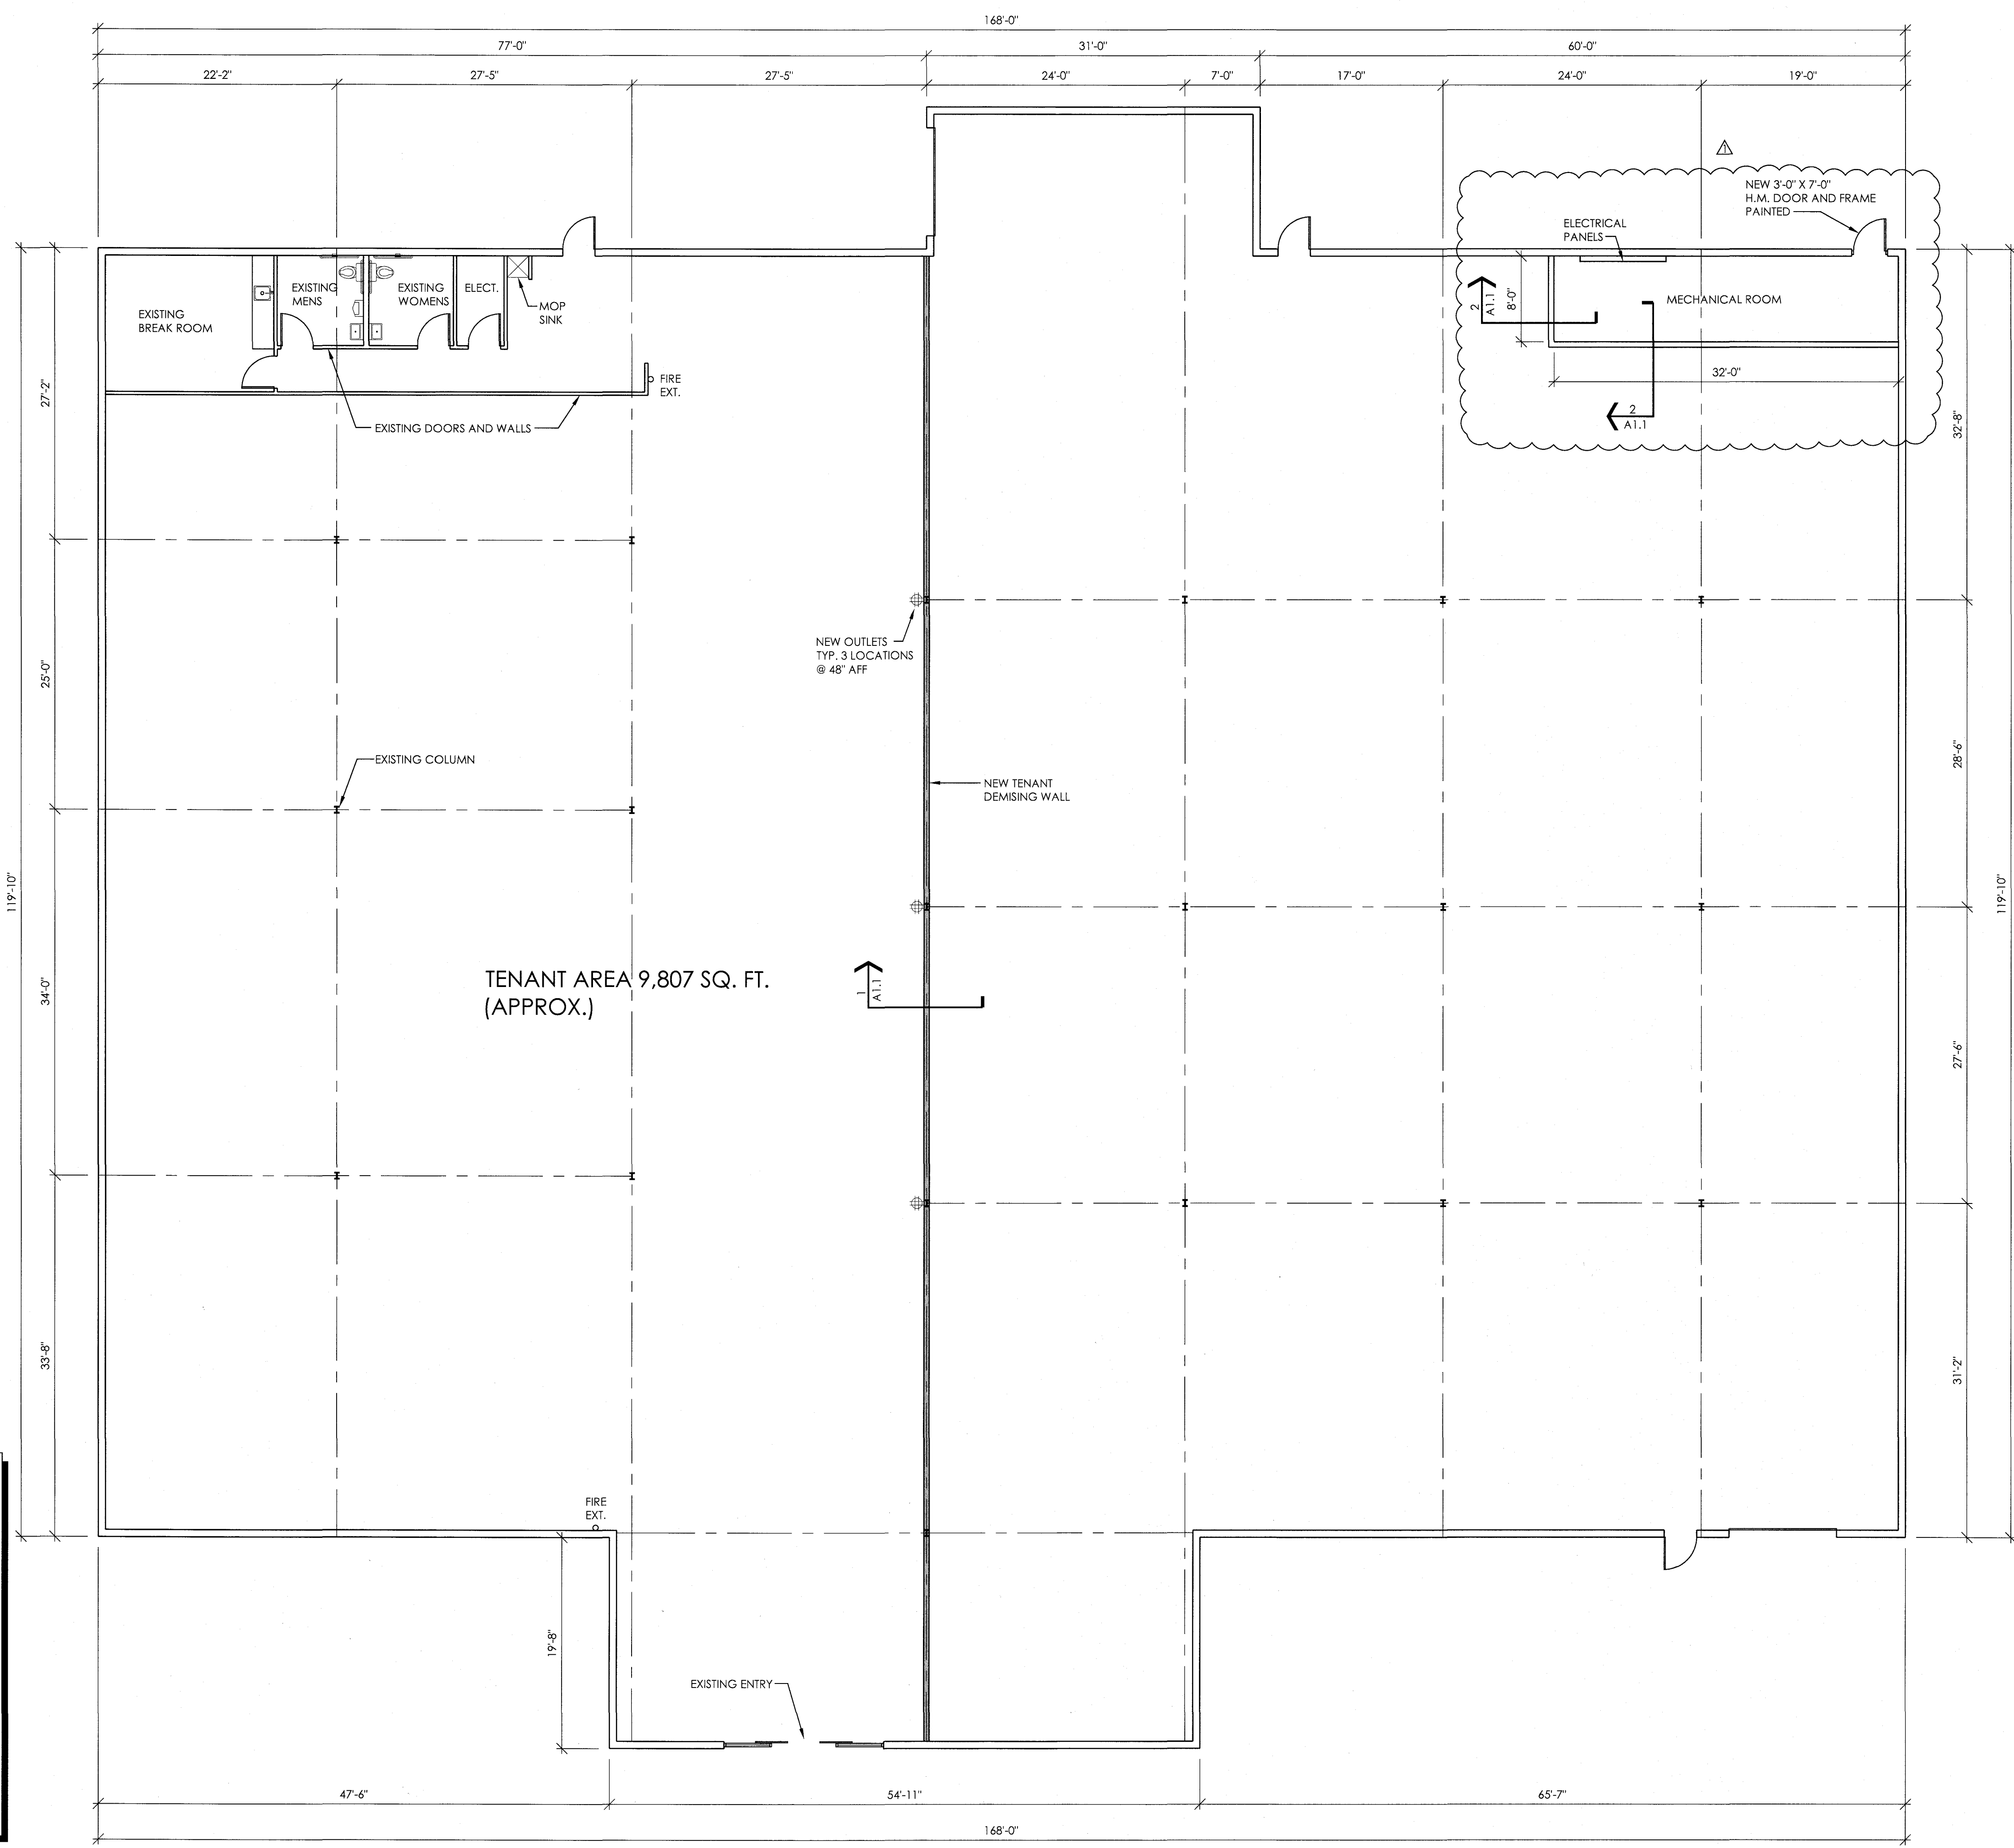 168'-0"
77'-0"
31'-0"
60'-0"
22'-2"
27'-5"
27'-5"
24'-0"
7'-0"
17'-0"
24'-0"
19'-0"
1
NEW 3'-0" X 7'-0"
H.M. DOOR AND FRAME
PAINTED
ELECTRICAL
PANELS
EXISTING
BREAK ROOM
EXISTING
MENS
EXISTING
WOMENS
ELECT.
MOP
SINK
2
A1.1
8'-0"
MECHANICAL ROOM
32'-0"
2
A1.1
FIRE
EXT.
EXISTING DOORS AND WALLS
27'-2"
32'-8"
NEW OUTLETS
TYP. 3 LOCATIONS
@ 48" AFF
25'-0"
EXISTING COLUMN
NEW TENANT
DEMISING WALL
28'-6"
119'-10"
119'-10"
TENANT AREA 9,807 SQ. FT.
(APPROX.)
1
A1.1
34'-0"
27'-6"
33'-8"
31'-2"
FIRE
EXT.
19'-8"
EXISTING ENTRY
47'-6"
54'-11"
65'-7"
168'-0"